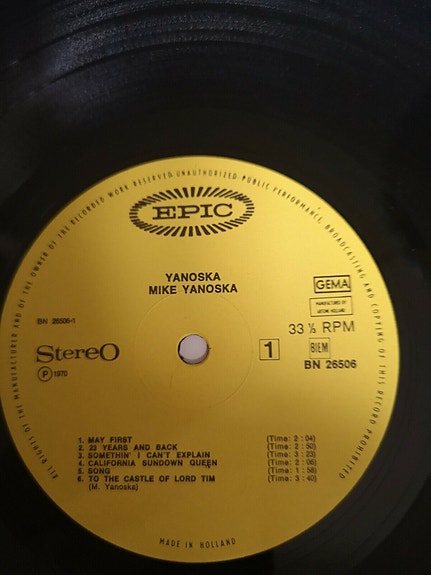 ALL RIGHTS OF THE MANUFACTURER AND OF THE OWNER OF THE RECORDED WORK RESERVED UNAUTHORIZED PUBLIC PERFORMANCE, BROADCASTING AND COPYING OF THIS RECORD PROHIBITED
EPIC
YANOSKA
MIKE YANOSKA
GEMA
MANUFACTURED BY
ARTONE HOLLAND
BN 26506-1
33 ⅓ RPM
Stereo
1
BIEM
BN 26506
Ⓟ 1970
1. MAY FIRST (Time: 2 : 04)
2. 23 YEARS AND BACK (Time: 2 : 50)
3. SOMETHIN' I CAN'T EXPLAIN (Time: 3 : 23)
4. CALIFORNIA SUNDOWN QUEEN (Time: 2 : 06)
5. SONG (Time: 1 : 58)
6. TO THE CASTLE OF LORD TIM (Time: 3 : 40)
(M. Yanoska)
MADE IN HOLLAND